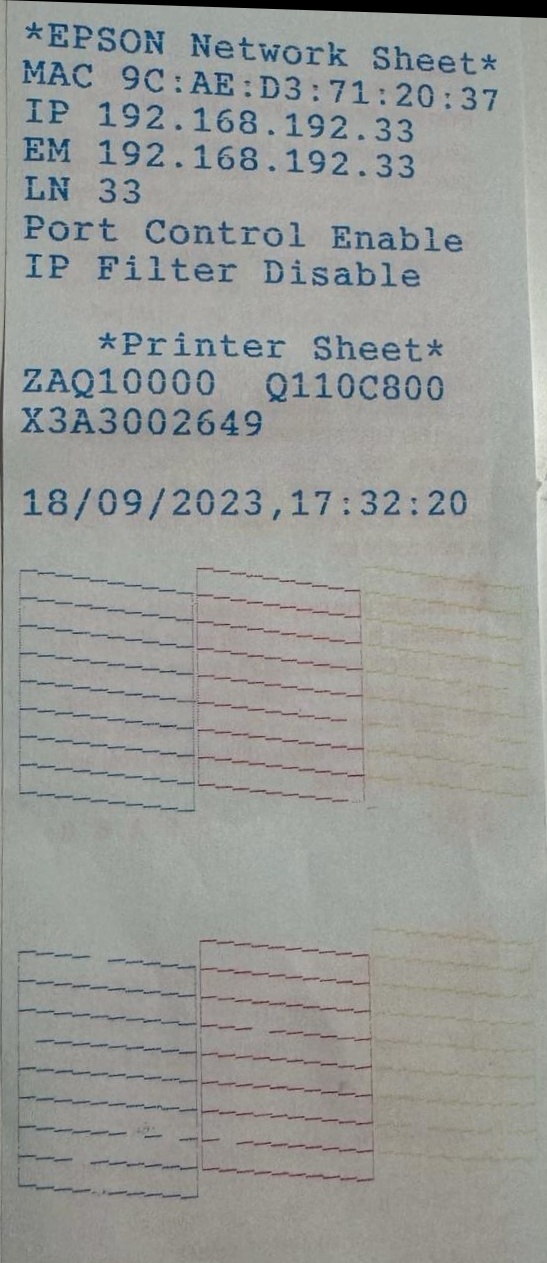 *EPSON Network Sheet*
MAC 9C:AE:D3:71:20:37
IP 192.168.192.33
EM 192.168.192.33
LN 33
Port Control Enable
IP Filter Disable
*Printer Sheet*
ZAQ10000 Q110C800
X3A3002649
18/09/2023,17:32:20